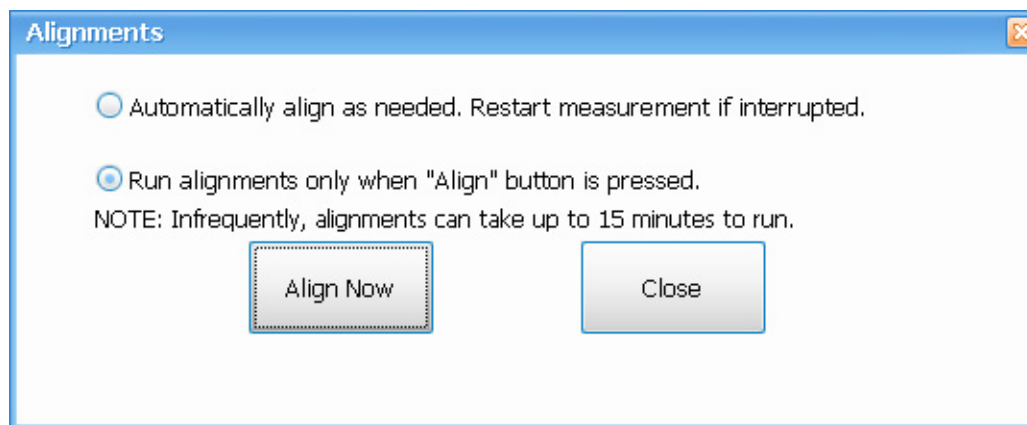 Alignments
Automatically align as needed. Restart measurement if interrupted.
Run alignments only when "Align" button is pressed.
NOTE: Infrequently, alignments can take up to 15 minutes to run.
Align Now
Close